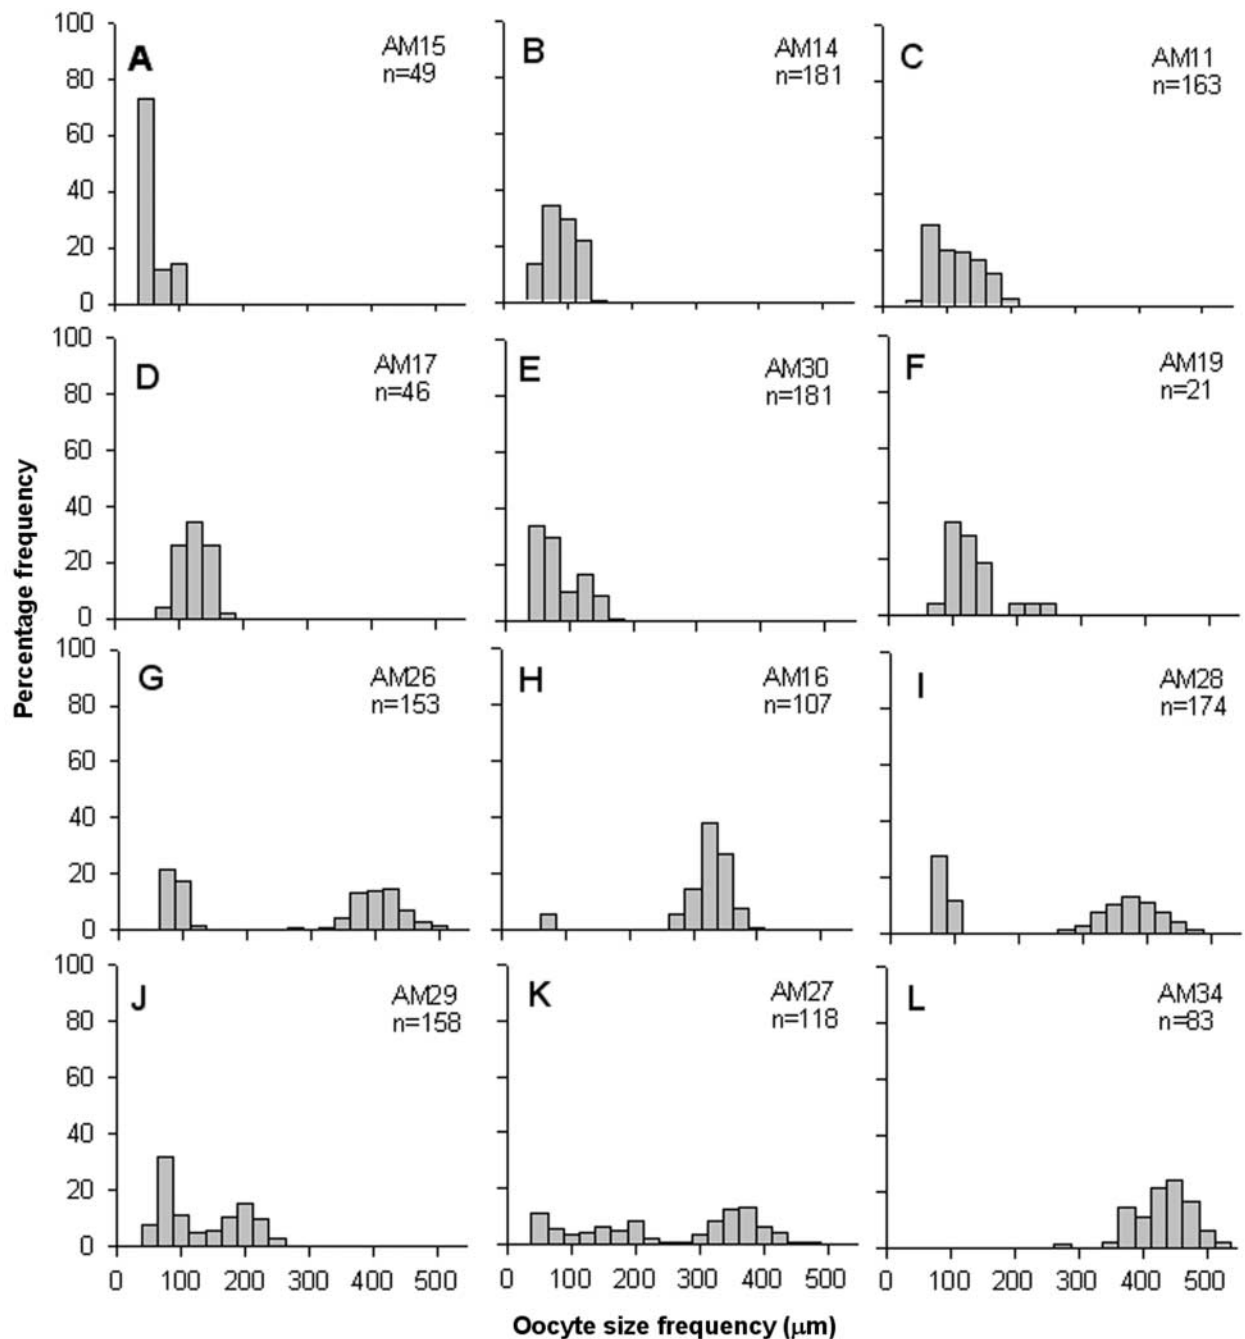 100
80
60
40
20
0
A
AM15
n=49
B
AM14
n=181
C
AM11
n=163
100
80
60
40
20
0
D
AM17
n=46
E
AM30
n=181
F
AM19
n=21
Percentage frequency
100
80
60
40
20
0
G
AM26
n=153
H
AM16
n=107
I
AM28
n=174
100
80
60
40
20
0
J
AM29
n=158
K
AM27
n=118
L
AM34
n=83
0 100 200 300 400 500
0 100 200 300 400 500
0 100 200 300 400 500
Oocyte size frequency (μm)